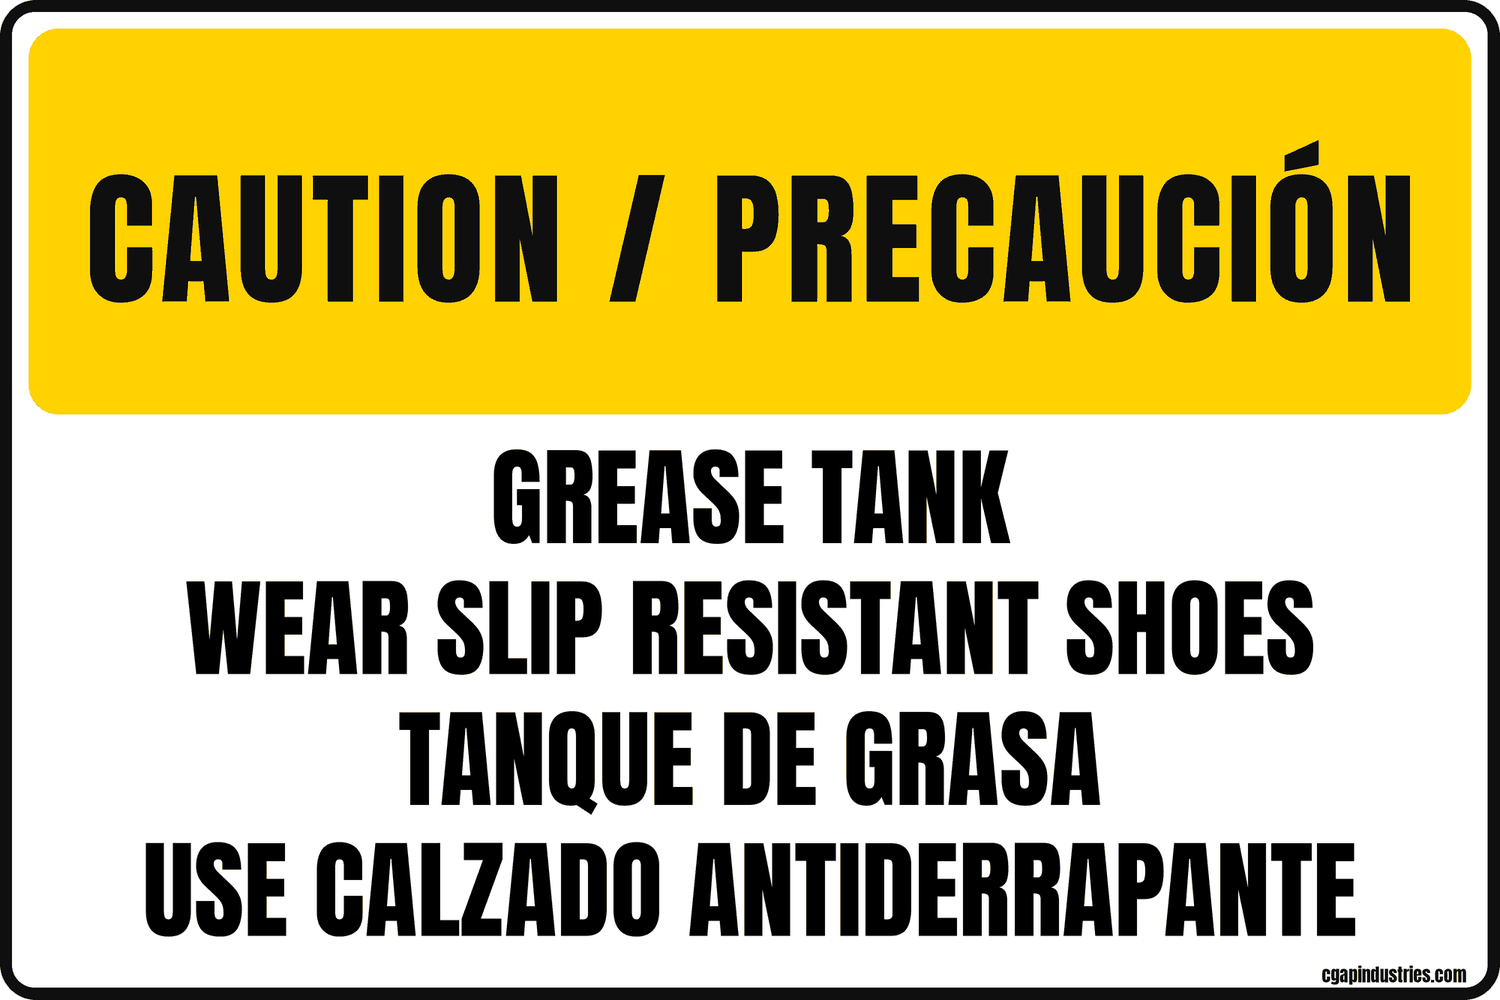 CAUTION / PRECAUCIÓN
GREASE TANK
WEAR SLIP RESISTANT SHOES
TANQUE DE GRASA
USE CALZADO ANTIDERRAPANTE
cgapindustries.com